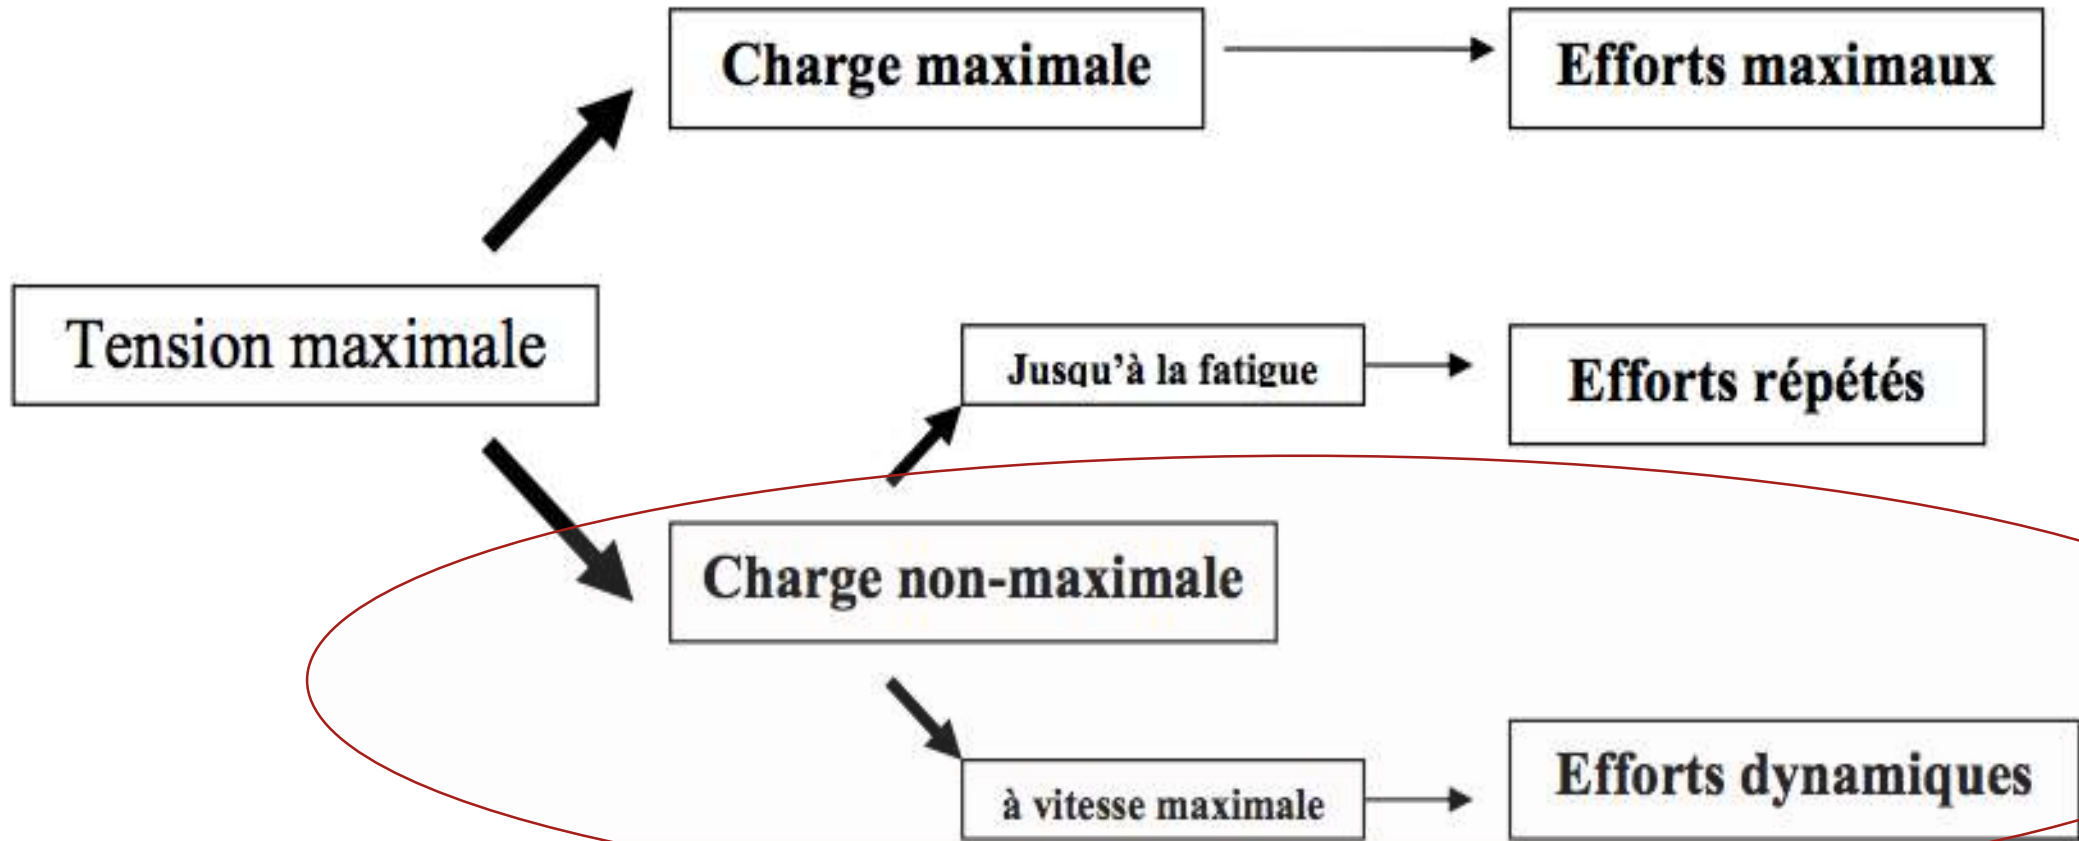 Charge maximale
Efforts maximaux
Tension maximale
Jusqu'à la fatigue
Efforts répétés
Charge non-maximale
à vitesse maximale
Efforts dynamiques